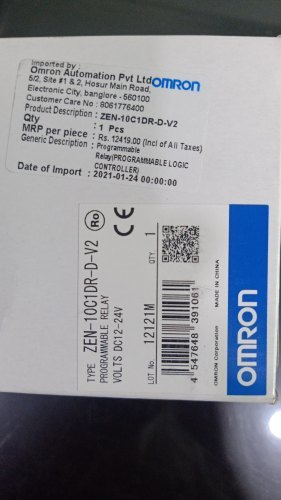 Imported by :
Omron Automation Pvt Ltd OMRON
5/2, Site #1 & 2, Hosur Main Road,
Electronic City, banglore - 560100
Customer Care No : 8061776400
Product Description : ZEN-10C1DR-D-V2
Qty : 1 Pcs
MRP per piece : Rs. 12419.00 (Incl of All Taxes)
Generic Description : Programmable
Relay(PROGRAMMABLE LOGIC
CONTROLLER)
Date of Import : 2021-01-24 00:00:00
TYPE ZEN-10C1DR-D-V2
PROGRAMMABLE RELAY
VOLTS DC12-24V
Ro
CE
LOT No. 12121M
QTY 1
4 547648 391061
OMRON
OMRON Corporation
MADE IN CHINA